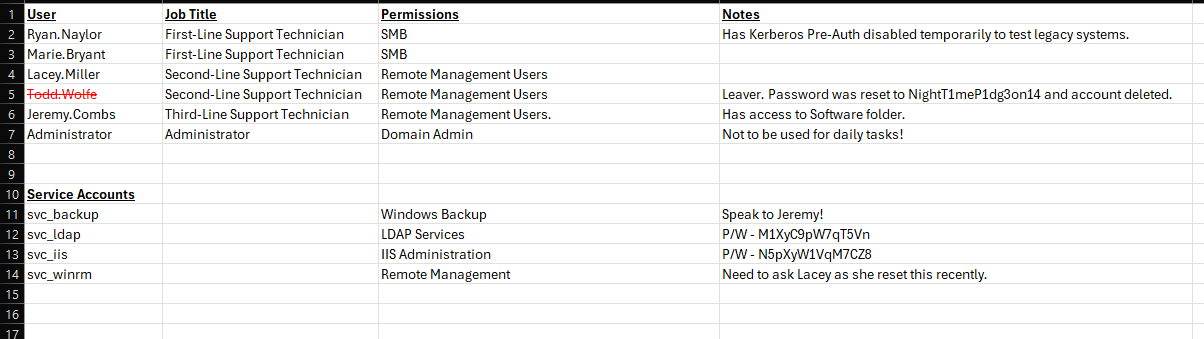 1 User Job Title Permissions Notes
2 Ryan.Naylor First-Line Support Technician SMB Has Kerberos Pre-Auth disabled temporarily to test legacy systems.
3 Marie.Bryant First-Line Support Technician SMB
4 Lacey.Miller Second-Line Support Technician Remote Management Users
5 Todd.Wolfe Second-Line Support Technician Remote Management Users Leaver. Password was reset to NightT1meP1dg3on14 and account deleted.
6 Jeremy.Combs Third-Line Support Technician Remote Management Users. Has access to Software folder.
7 Administrator Administrator Domain Admin Not to be used for daily tasks!
8
9
10 Service Accounts
11 svc_backup Windows Backup Speak to Jeremy!
12 svc_ldap LDAP Services P/W - M1XyC9pW7qT5Vn
13 svc_iis IIS Administration P/W - N5pXyW1VqM7CZ8
14 svc_winrm Remote Management Need to ask Lacey as she reset this recently.
15
16
17